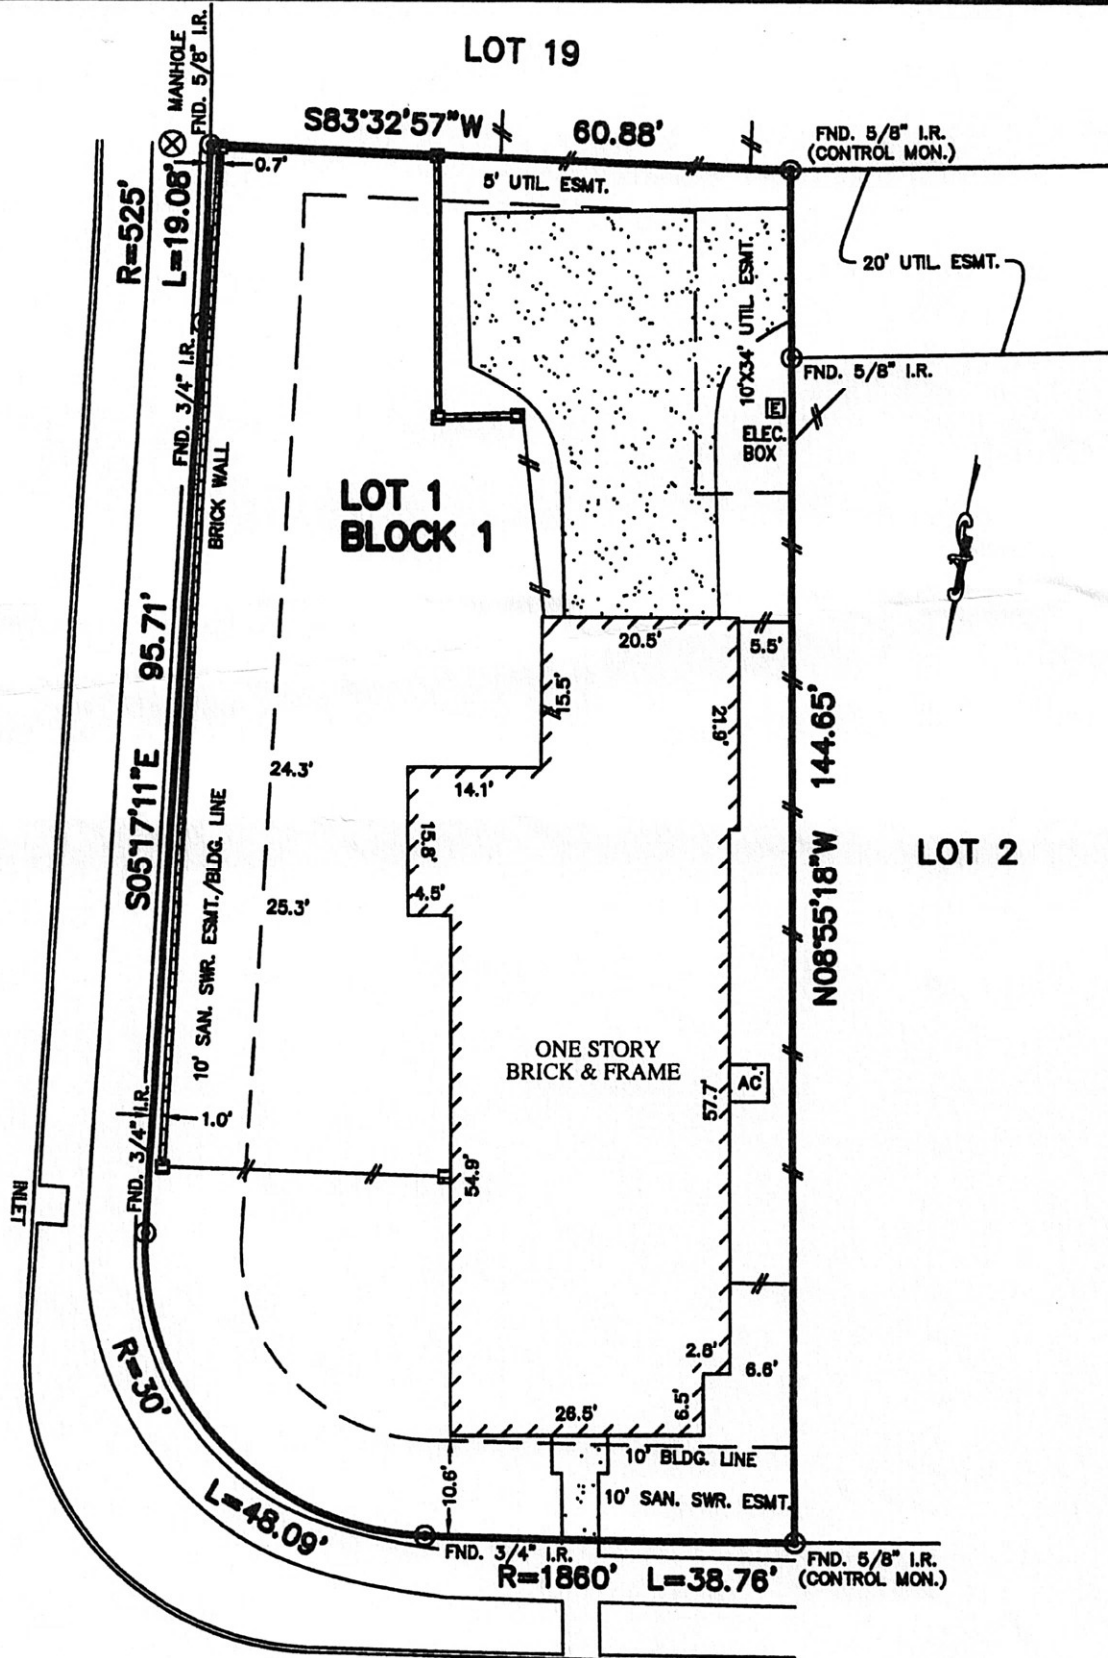 LOT 19
MANHOLE
FND. 5/8" I.R.
S83°32'57"W
60.88'
FND. 5/8" I.R.
(CONTROL MON.)
0.7'
5' UTIL. ESMT.
R=525'
L=19.08'
20' UTIL. ESMT.
10'X34' UTIL. ESMT.
FND. 5/8" I.R.
E
ELEC.
BOX
FND. 3/4" I.R.
BRICK WALL
LOT 1
BLOCK 1
20.5'
5.5'
15.5'
21.9'
95.71'
S05°17'11"E
144.65'
N08°55'18"W
24.3'
14.1'
15.8'
4.5'
25.3'
10' SAN. SWR. ESMT./BLDG. LINE
LOT 2
ONE STORY
BRICK & FRAME
57.7'
AC.
1.0'
FND. 3/4" I.R.
54.9'
INLET
2.6'
6.6'
6.5'
26.5'
R=30'
L=48.09'
10.6'
10' BLDG. LINE
10' SAN. SWR. ESMT.
FND. 3/4" I.R.
R=1860'
L=38.76'
FND. 5/8" I.R.
(CONTROL MON.)